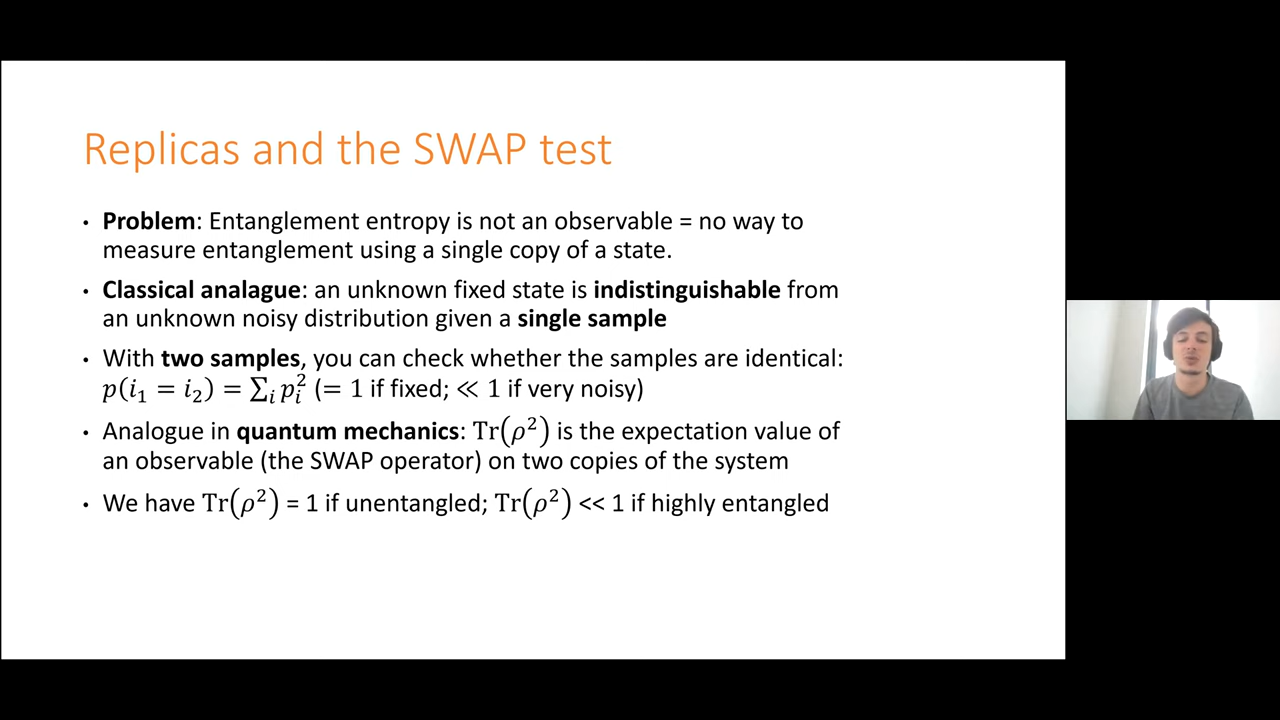 Replicas and the SWAP test
• Problem: Entanglement entropy is not an observable = no way to
measure entanglement using a single copy of a state.
• Classical analague: an unknown fixed state is indistinguishable from
an unknown noisy distribution given a single sample
• With two samples, you can check whether the samples are identical:
𝑝(𝑖₁ = 𝑖₂) = ∑ᵢ 𝑝ᵢ² (= 1 if fixed; ≪ 1 if very noisy)
• Analogue in quantum mechanics: Tr(𝜌²) is the expectation value of
an observable (the SWAP operator) on two copies of the system
• We have Tr(𝜌²) = 1 if unentangled; Tr(𝜌²) << 1 if highly entangled